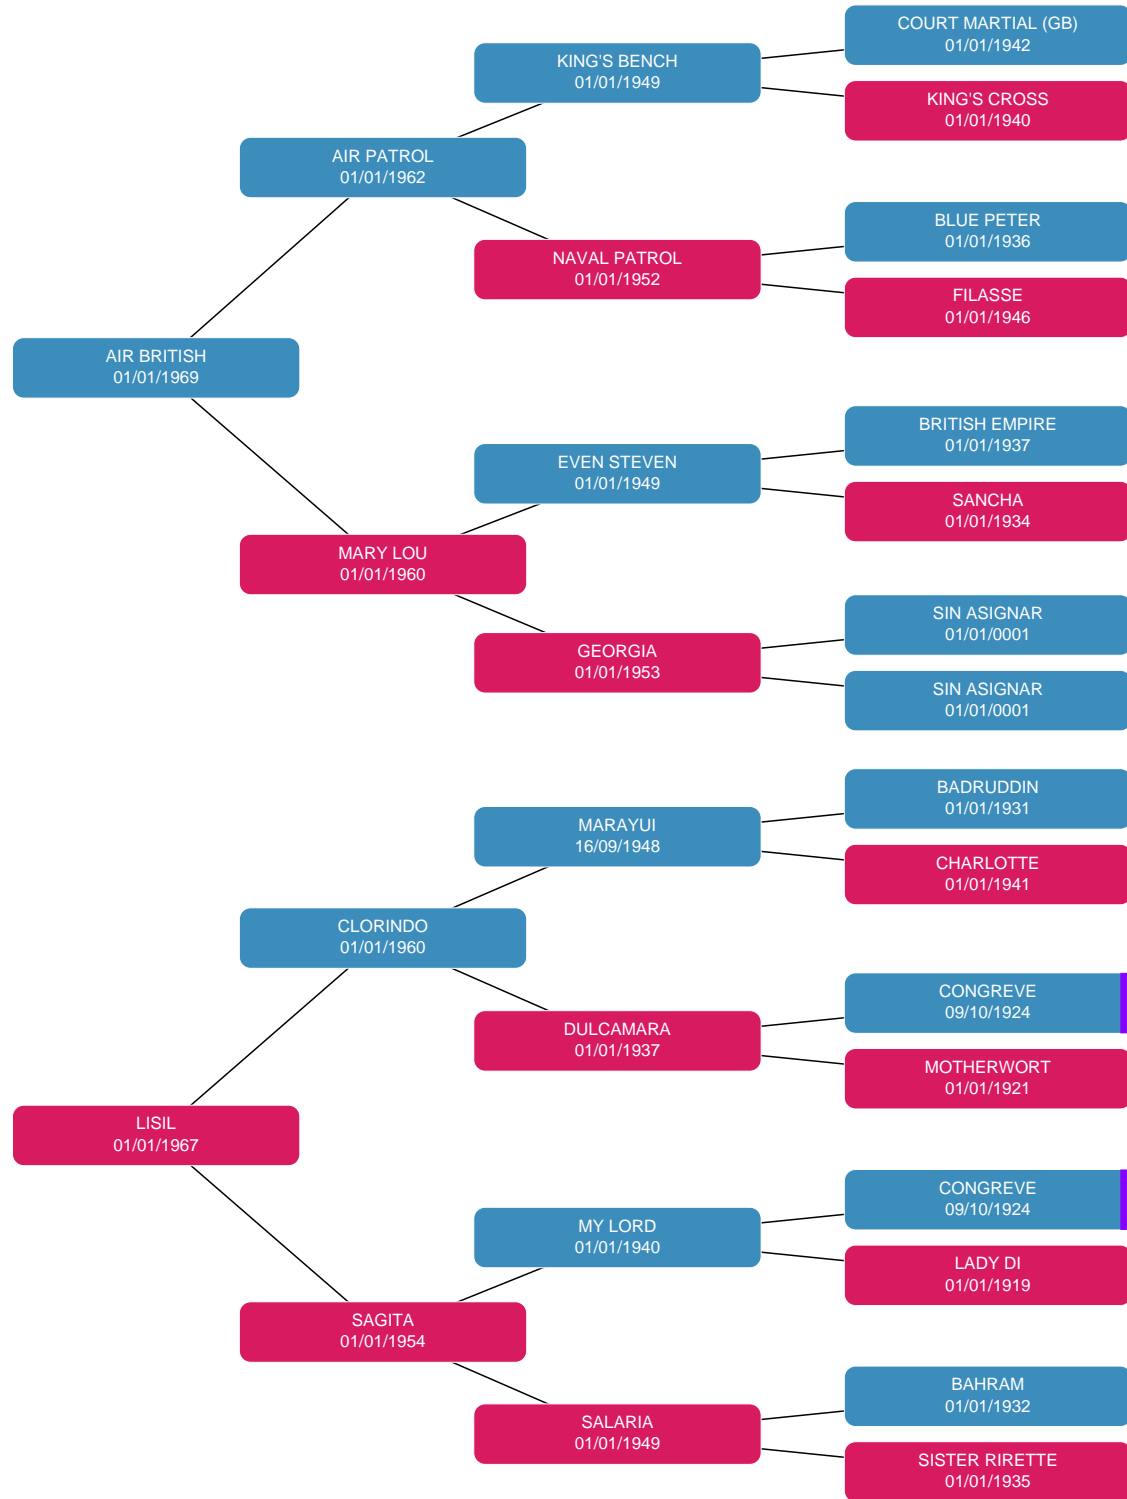 COURT MARTIAL (GB)
01/01/1942
KING'S BENCH
01/01/1949
KING'S CROSS
01/01/1940
AIR PATROL
01/01/1962
BLUE PETER
01/01/1936
NAVAL PATROL
01/01/1952
FILASSE
01/01/1946
AIR BRITISH
01/01/1969
BRITISH EMPIRE
01/01/1937
EVEN STEVEN
01/01/1949
SANCHA
01/01/1934
MARY LOU
01/01/1960
SIN ASIGNAR
01/01/0001
GEORGIA
01/01/1953
SIN ASIGNAR
01/01/0001
BADRUDDIN
01/01/1931
MARAYUI
16/09/1948
CHARLOTTE
01/01/1941
CLORINDO
01/01/1960
CONGREVE
09/10/1924
DULCAMARA
01/01/1937
MOTHERWORT
01/01/1921
LISIL
01/01/1967
CONGREVE
09/10/1924
MY LORD
01/01/1940
LADY DI
01/01/1919
SAGITA
01/01/1954
BAHRAM
01/01/1932
SALARIA
01/01/1949
SISTER RIRETTE
01/01/1935